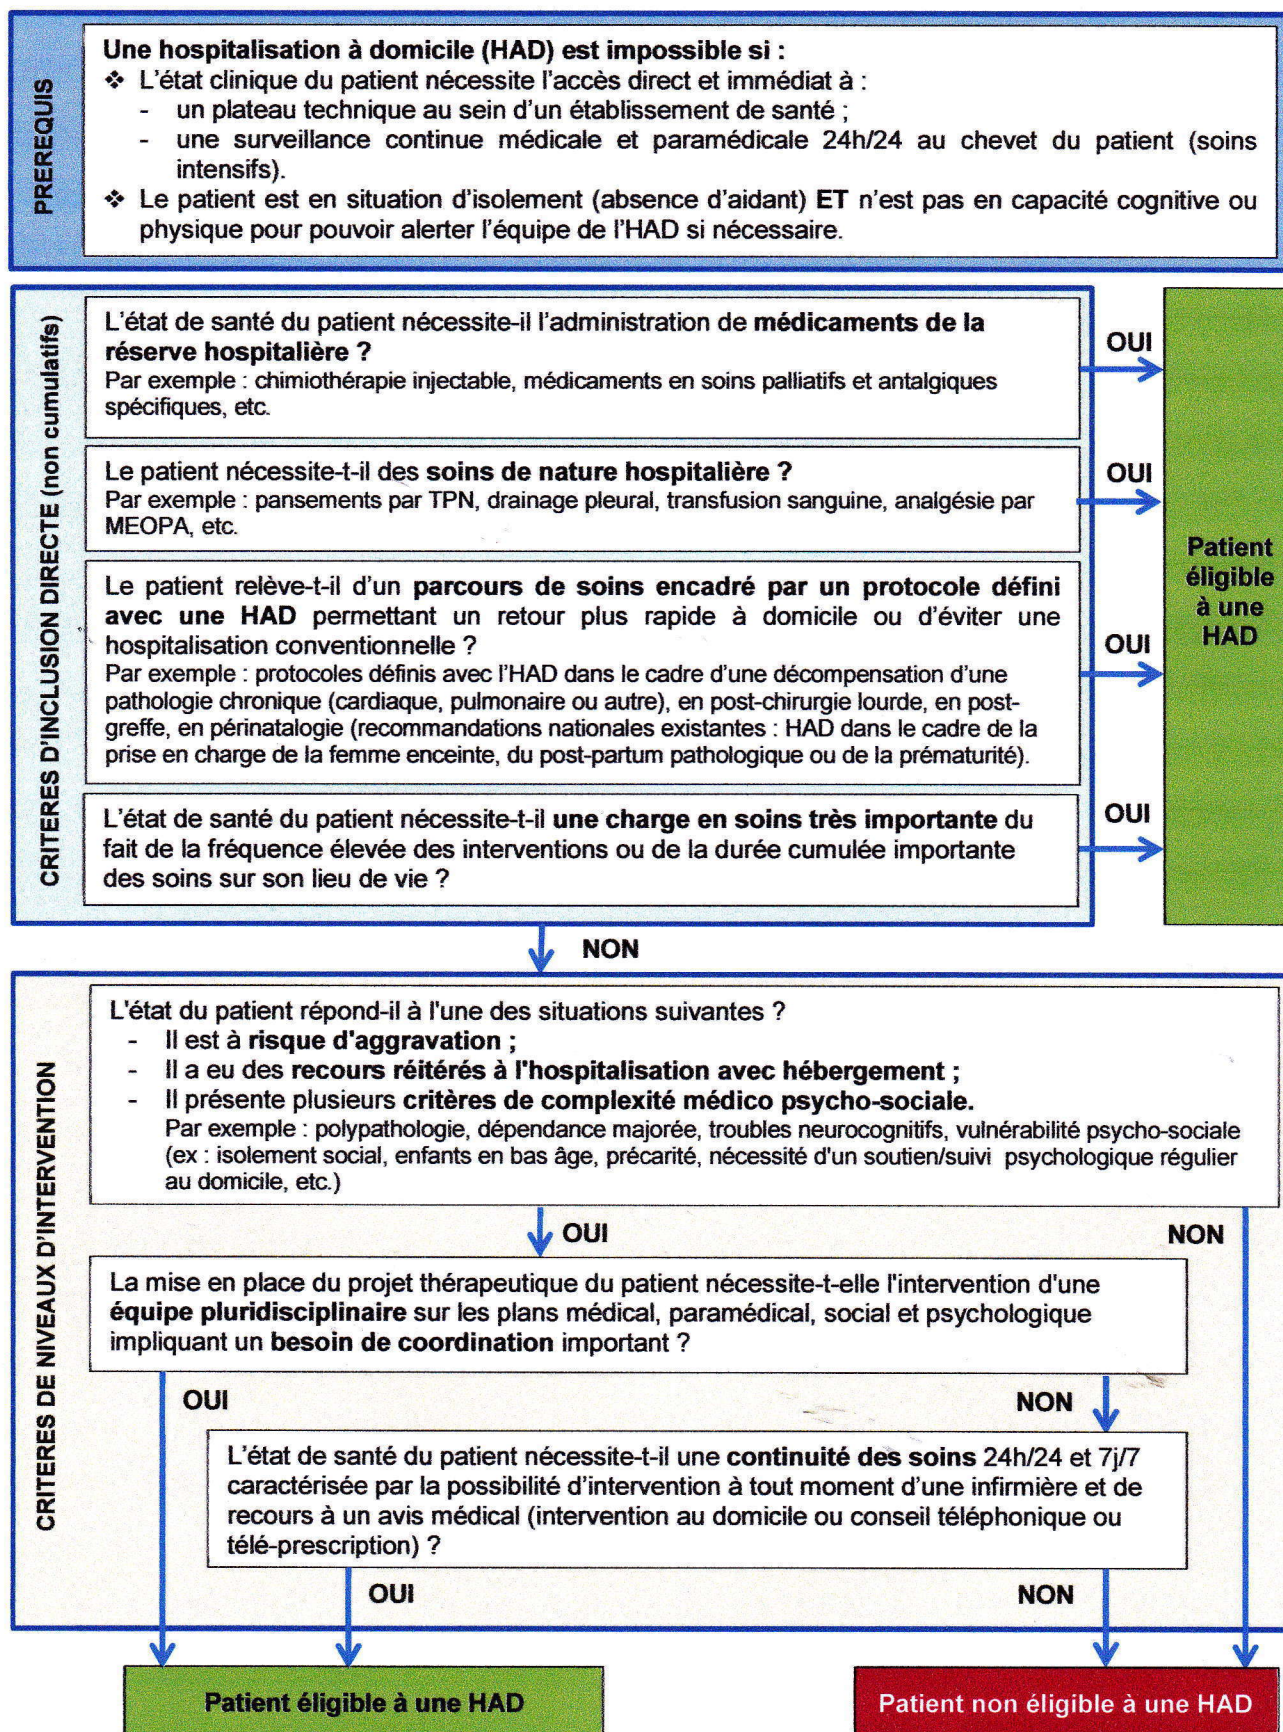 PREREQUIS
Une hospitalisation à domicile (HAD) est impossible si :
❖ L'état clinique du patient nécessite l'accès direct et immédiat à :
- un plateau technique au sein d'un établissement de santé ;
- une surveillance continue médicale et paramédicale 24h/24 au chevet du patient (soins
intensifs).
❖ Le patient est en situation d'isolement (absence d'aidant) ET n'est pas en capacité cognitive ou
physique pour pouvoir alerter l'équipe de l'HAD si nécessaire.
CRITERES D'INCLUSION DIRECTE (non cumulatifs)
L'état de santé du patient nécessite-il l'administration de médicaments de la
réserve hospitalière ?
Par exemple : chimiothérapie injectable, médicaments en soins palliatifs et antalgiques
spécifiques, etc.
OUI
Le patient nécessite-t-il des soins de nature hospitalière ?
Par exemple : pansements par TPN, drainage pleural, transfusion sanguine, analgésie par
MEOPA, etc.
OUI
Le patient relève-t-il d'un parcours de soins encadré par un protocole défini
avec une HAD permettant un retour plus rapide à domicile ou d'éviter une
hospitalisation conventionnelle ?
Par exemple : protocoles définis avec l'HAD dans le cadre d'une décompensation d'une
pathologie chronique (cardiaque, pulmonaire ou autre), en post-chirurgie lourde, en post-
greffe, en périnatalogie (recommandations nationales existantes : HAD dans le cadre de la
prise en charge de la femme enceinte, du post-partum pathologique ou de la prématurité).
OUI
L'état de santé du patient nécessite-t-il une charge en soins très importante du
fait de la fréquence élevée des interventions ou de la durée cumulée importante
des soins sur son lieu de vie ?
OUI
Patient
éligible
à une
HAD
NON
CRITERES DE NIVEAUX D'INTERVENTION
L'état du patient répond-il à l'une des situations suivantes ?
- Il est à risque d'aggravation ;
- Il a eu des recours réitérés à l'hospitalisation avec hébergement ;
- Il présente plusieurs critères de complexité médico psycho-sociale.
Par exemple : polypathologie, dépendance majorée, troubles neurocognitifs, vulnérabilité psycho-sociale
(ex : isolement social, enfants en bas âge, précarité, nécessité d'un soutien/suivi psychologique régulier
au domicile, etc.)
OUI
NON
La mise en place du projet thérapeutique du patient nécessite-t-elle l'intervention d'une
équipe pluridisciplinaire sur les plans médical, paramédical, social et psychologique
impliquant un besoin de coordination important ?
OUI
NON
L'état de santé du patient nécessite-t-il une continuité des soins 24h/24 et 7j/7
caractérisée par la possibilité d'intervention à tout moment d'une infirmière et de
recours à un avis médical (intervention au domicile ou conseil téléphonique ou
télé-prescription) ?
OUI
NON
Patient éligible à une HAD
Patient non éligible à une HAD